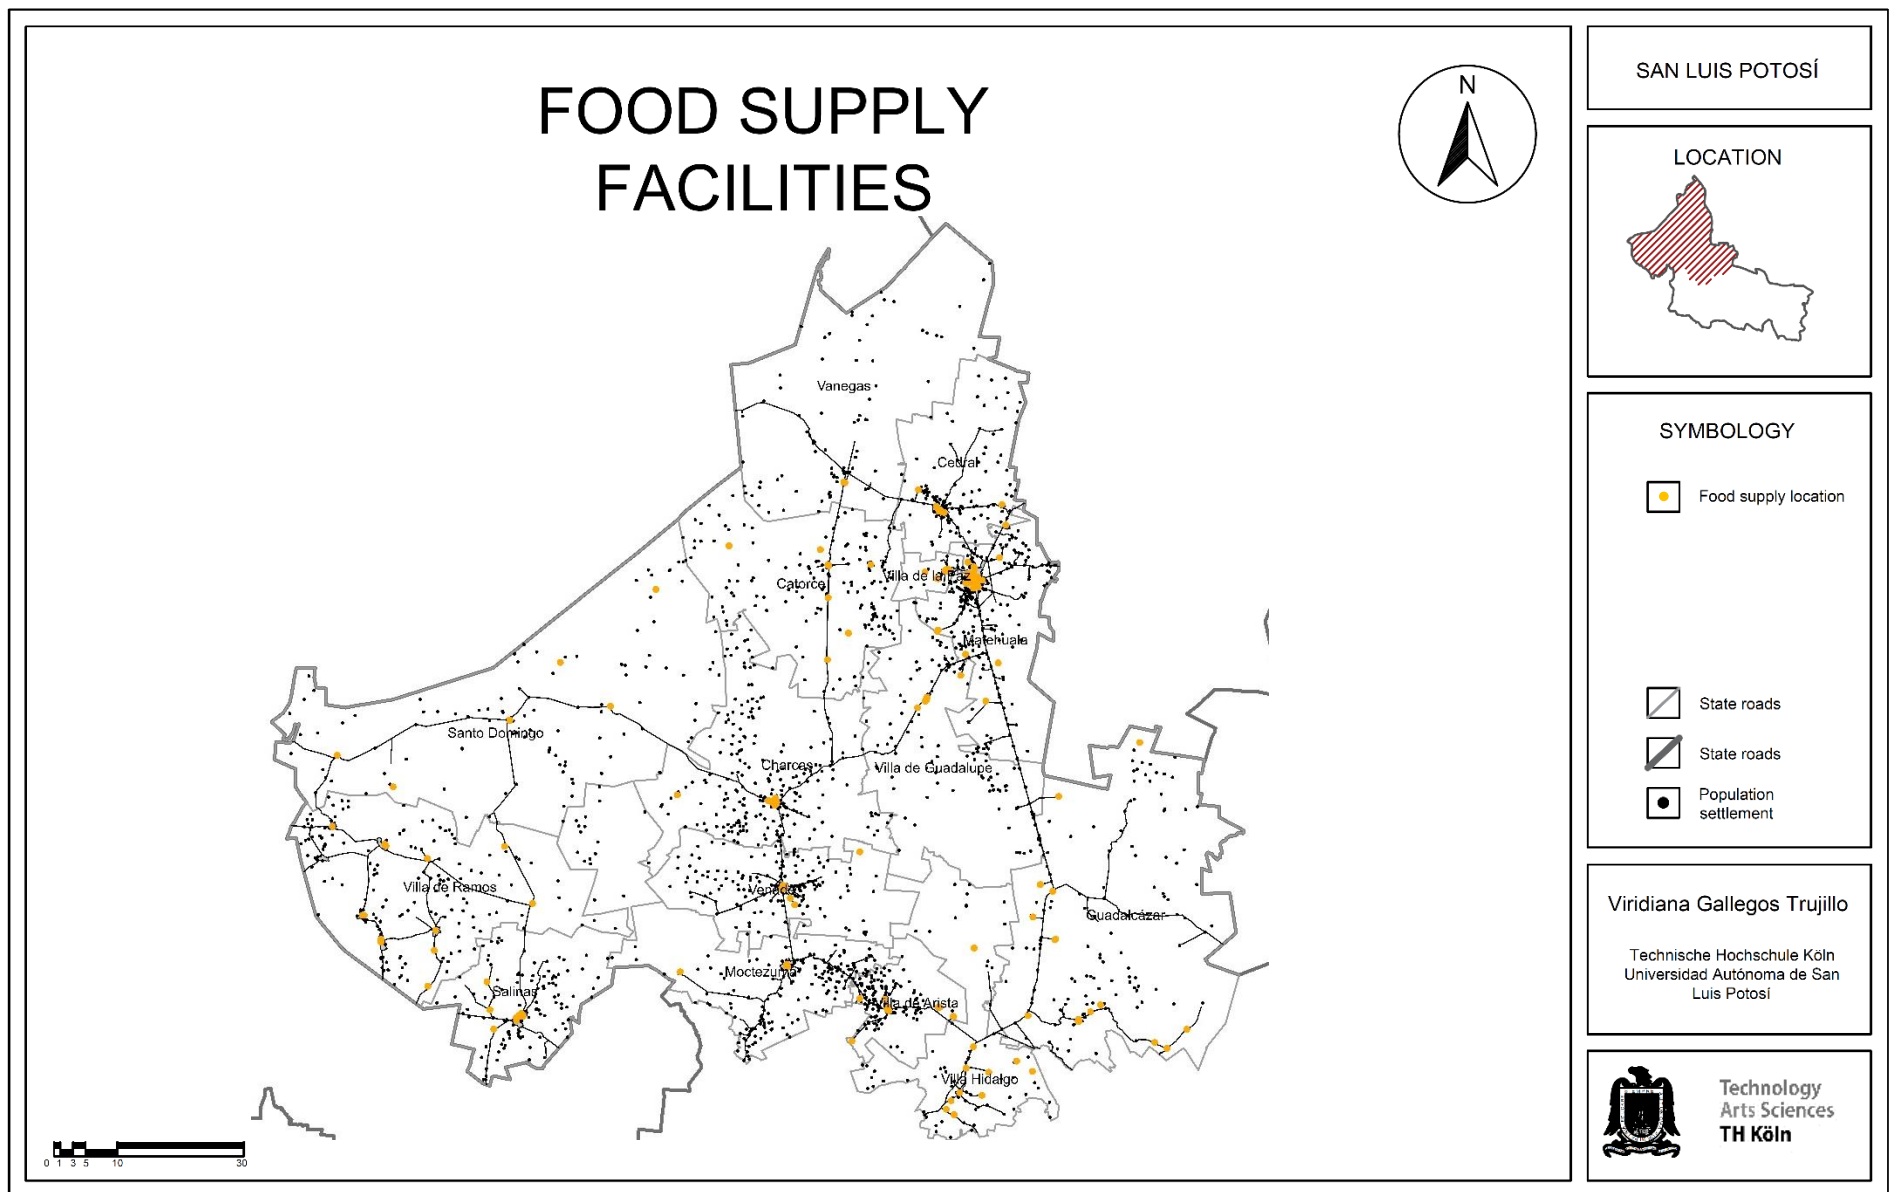 FOOD SUPPLY
FACILITIES
N
Vanegas
Cedral
Catorce
Villa de la Paz
Matehuala
Santo Domingo
Charcas
Villa de Guadalupe
Villa de Ramos
Venado
Guadalcázar
Moctezuma
Salinas
Villa de Arista
Villa Hidalgo
0 1 3 5 10 30
SAN LUIS POTOSÍ
LOCATION
SYMBOLOGY
Food supply location
State roads
State roads
Population
settlement
Viridiana Gallegos Trujillo
Technische Hochschule Köln
Universidad Autónoma de San
Luis Potosí
Technology
Arts Sciences
TH Köln